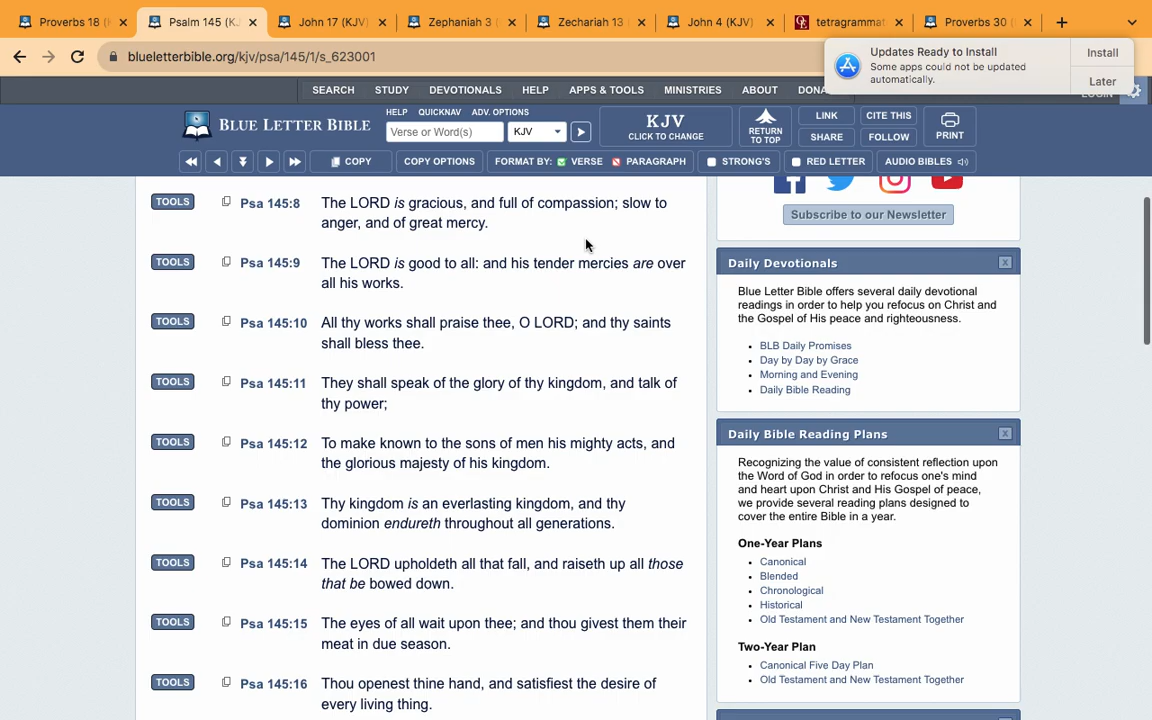 Proverbs 18 (
Psalm 145 (K
John 17 (KJV)
Zephaniah 3
Zechariah 13
John 4 (KJV)
tetragrammat
Proverbs 30
blueletterbible.org/kjv/psa/145/1/s_623001
Updates Ready to Install
Some apps could not be updated
automatically.
Install
Later
SEARCH STUDY DEVOTIONALS HELP APPS & TOOLS MINISTRIES ABOUT DONA
BLUE LETTER BIBLE
HELP QUICKNAV ADV. OPTIONS
Verse or Word(s)
KJV
KJV
CLICK TO CHANGE
RETURN
TO TOP
LINK
CITE THIS
SHARE
FOLLOW
PRINT
COPY COPY OPTIONS FORMAT BY: VERSE PARAGRAPH STRONG'S RED LETTER AUDIO BIBLES
TOOLS Psa 145:8 The LORD is gracious, and full of compassion; slow to
anger, and of great mercy.
TOOLS Psa 145:9 The LORD is good to all: and his tender mercies are over
all his works.
TOOLS Psa 145:10 All thy works shall praise thee, O LORD; and thy saints
shall bless thee.
TOOLS Psa 145:11 They shall speak of the glory of thy kingdom, and talk of
thy power;
TOOLS Psa 145:12 To make known to the sons of men his mighty acts, and
the glorious majesty of his kingdom.
TOOLS Psa 145:13 Thy kingdom is an everlasting kingdom, and thy
dominion endureth throughout all generations.
TOOLS Psa 145:14 The LORD upholdeth all that fall, and raiseth up all those
that be bowed down.
TOOLS Psa 145:15 The eyes of all wait upon thee; and thou givest them their
meat in due season.
TOOLS Psa 145:16 Thou openest thine hand, and satisfiest the desire of
every living thing.
Subscribe to our Newsletter
Daily Devotionals
Blue Letter Bible offers several daily devotional
readings in order to help you refocus on Christ and
the Gospel of His peace and righteousness.
BLB Daily Promises
Day by Day by Grace
Morning and Evening
Daily Bible Reading
Daily Bible Reading Plans
Recognizing the value of consistent reflection upon
the Word of God in order to refocus one's mind
and heart upon Christ and His Gospel of peace,
we provide several reading plans designed to
cover the entire Bible in a year.
One-Year Plans
Canonical
Blended
Chronological
Historical
Old Testament and New Testament Together
Two-Year Plan
Canonical Five Day Plan
Old Testament and New Testament Together